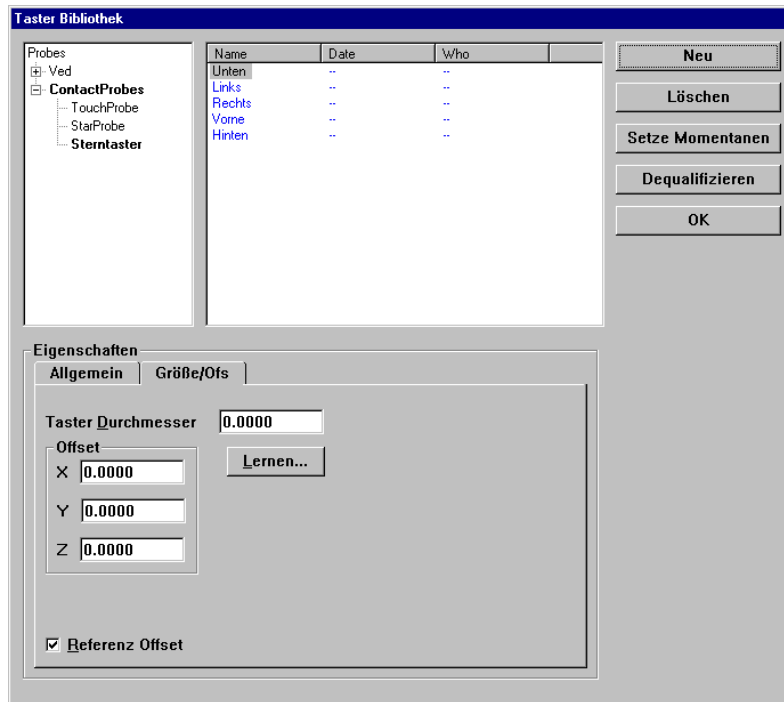 Taster Bibliothek
Probes
Ved
ContactProbes
TouchProbe
StarProbe
Sterntaster
Name Date Who
Unten -- --
Links -- --
Rechts -- --
Vorne -- --
Hinten -- --
Neu
Löschen
Setze Momentanen
Dequalifizieren
OK
Eigenschaften
Allgemein Größe/Ofs
Taster Durchmesser 0.0000
Offset
X 0.0000
Y 0.0000
Z 0.0000
Lernen...
Referenz Offset